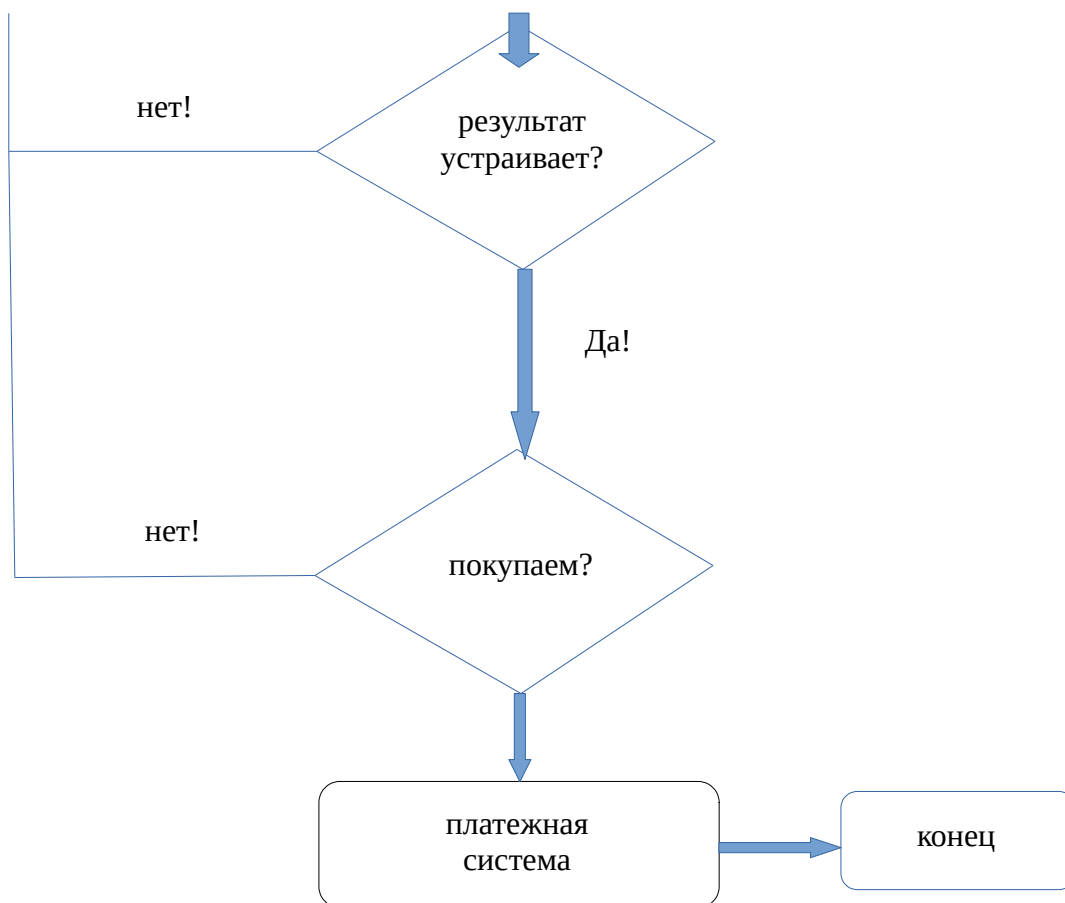 нет!
результат
устраивает?
Да!
нет!
покупаем?
платежная
система
конец